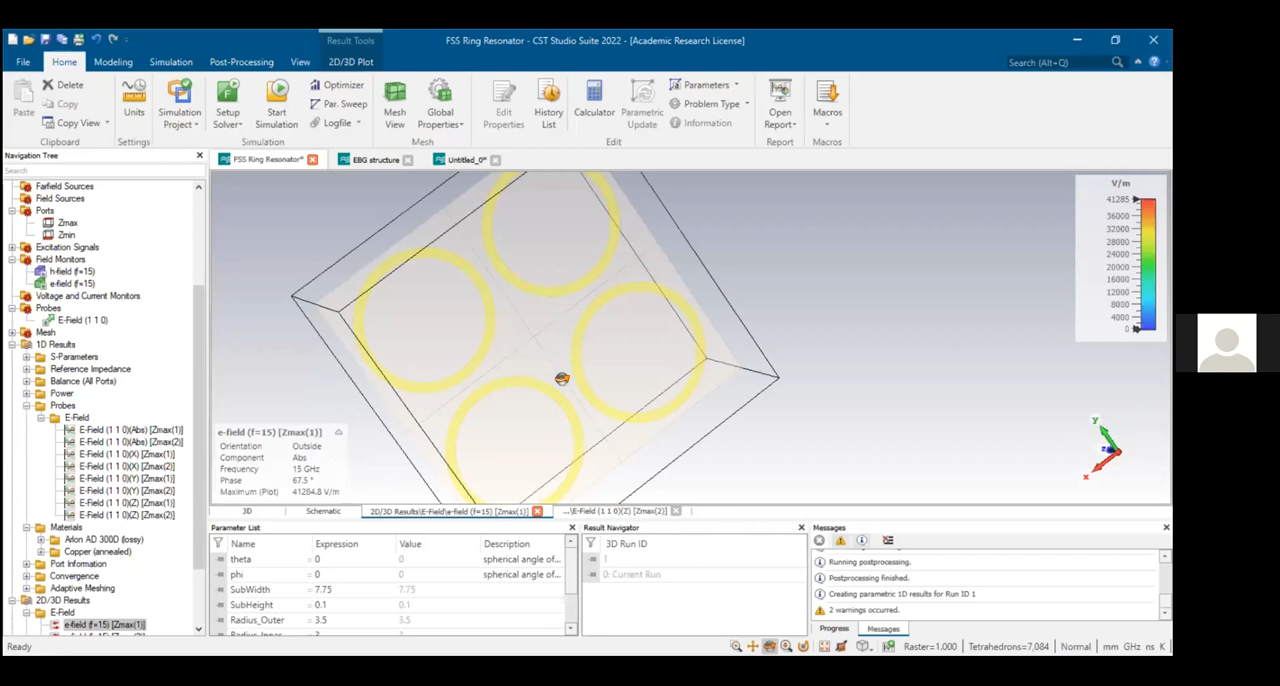 Result Tools
FSS Ring Resonator - CST Studio Suite 2022 - [Academic Research License]
File Home Modeling Simulation Post-Processing View 2D/3D Plot Search (Alt+Q)
Paste Delete Copy Copy View Clipboard
Units Settings
Simulation Project Setup Solver Start Simulation Optimizer Par. Sweep Logfile Simulation
Mesh View Global Properties Mesh
Edit Properties History List Calculator Parametric Update Parameters Problem Type Information Edit
Open Report Report
Macros Macros
Navigation Tree
Search
FSS Ring Resonator* EBG structure Untitled_0*
Farfield Sources
Field Sources
Ports
Zmax
Zmin
Excitation Signals
Field Monitors
h-field (f=15)
e-field (f=15)
Voltage and Current Monitors
Probes
E-Field (1 1 0)
Mesh
1D Results
S-Parameters
Reference Impedance
Balance (All Ports)
Power
Probes
E-Field
E-Field (1 1 0)(Abs) [Zmax(1)]
E-Field (1 1 0)(Abs) [Zmax(2)]
E-Field (1 1 0)(X) [Zmax(1)]
E-Field (1 1 0)(X) [Zmax(2)]
E-Field (1 1 0)(Y) [Zmax(1)]
E-Field (1 1 0)(Y) [Zmax(2)]
E-Field (1 1 0)(Z) [Zmax(1)]
E-Field (1 1 0)(Z) [Zmax(2)]
Materials
Arlon AD 300D (lossy)
Copper (annealed)
Port Information
Convergence
Adaptive Meshing
2D/3D Results
E-Field
e-field (f=15) [Zmax(1)]
V/m
41285
36000
32000
28000
24000
20000
16000
12000
8000
4000
0
y
z
x
e-field (f=15) [Zmax(1)]
Orientation Outside
Component Abs
Frequency 15 GHz
Phase 67.5 °
Maximum (Plot) 41284.8 V/m
3D Schematic 2D/3D Results\E-Field\e-field (f=15) [Zmax(1)] ...\E-Field (1 1 0)(Z) [Zmax(2)]
Parameter List
Name Expression Value Description
theta = 0 0 spherical angle of...
phi = 0 0 spherical angle of...
SubWidth = 7.75 7.75
SubHeight = 0.1 0.1
Radius_Outer = 3.5 3.5
Result Navigator
3D Run ID
1
0: Current Run
Messages
Running postprocessing.
Postprocessing finished.
Creating parametric 1D results for Run ID 1
2 warnings occurred.
Progress Messages
Ready
Raster=1.000 Tetrahedrons=7,084 Normal mm GHz ns K